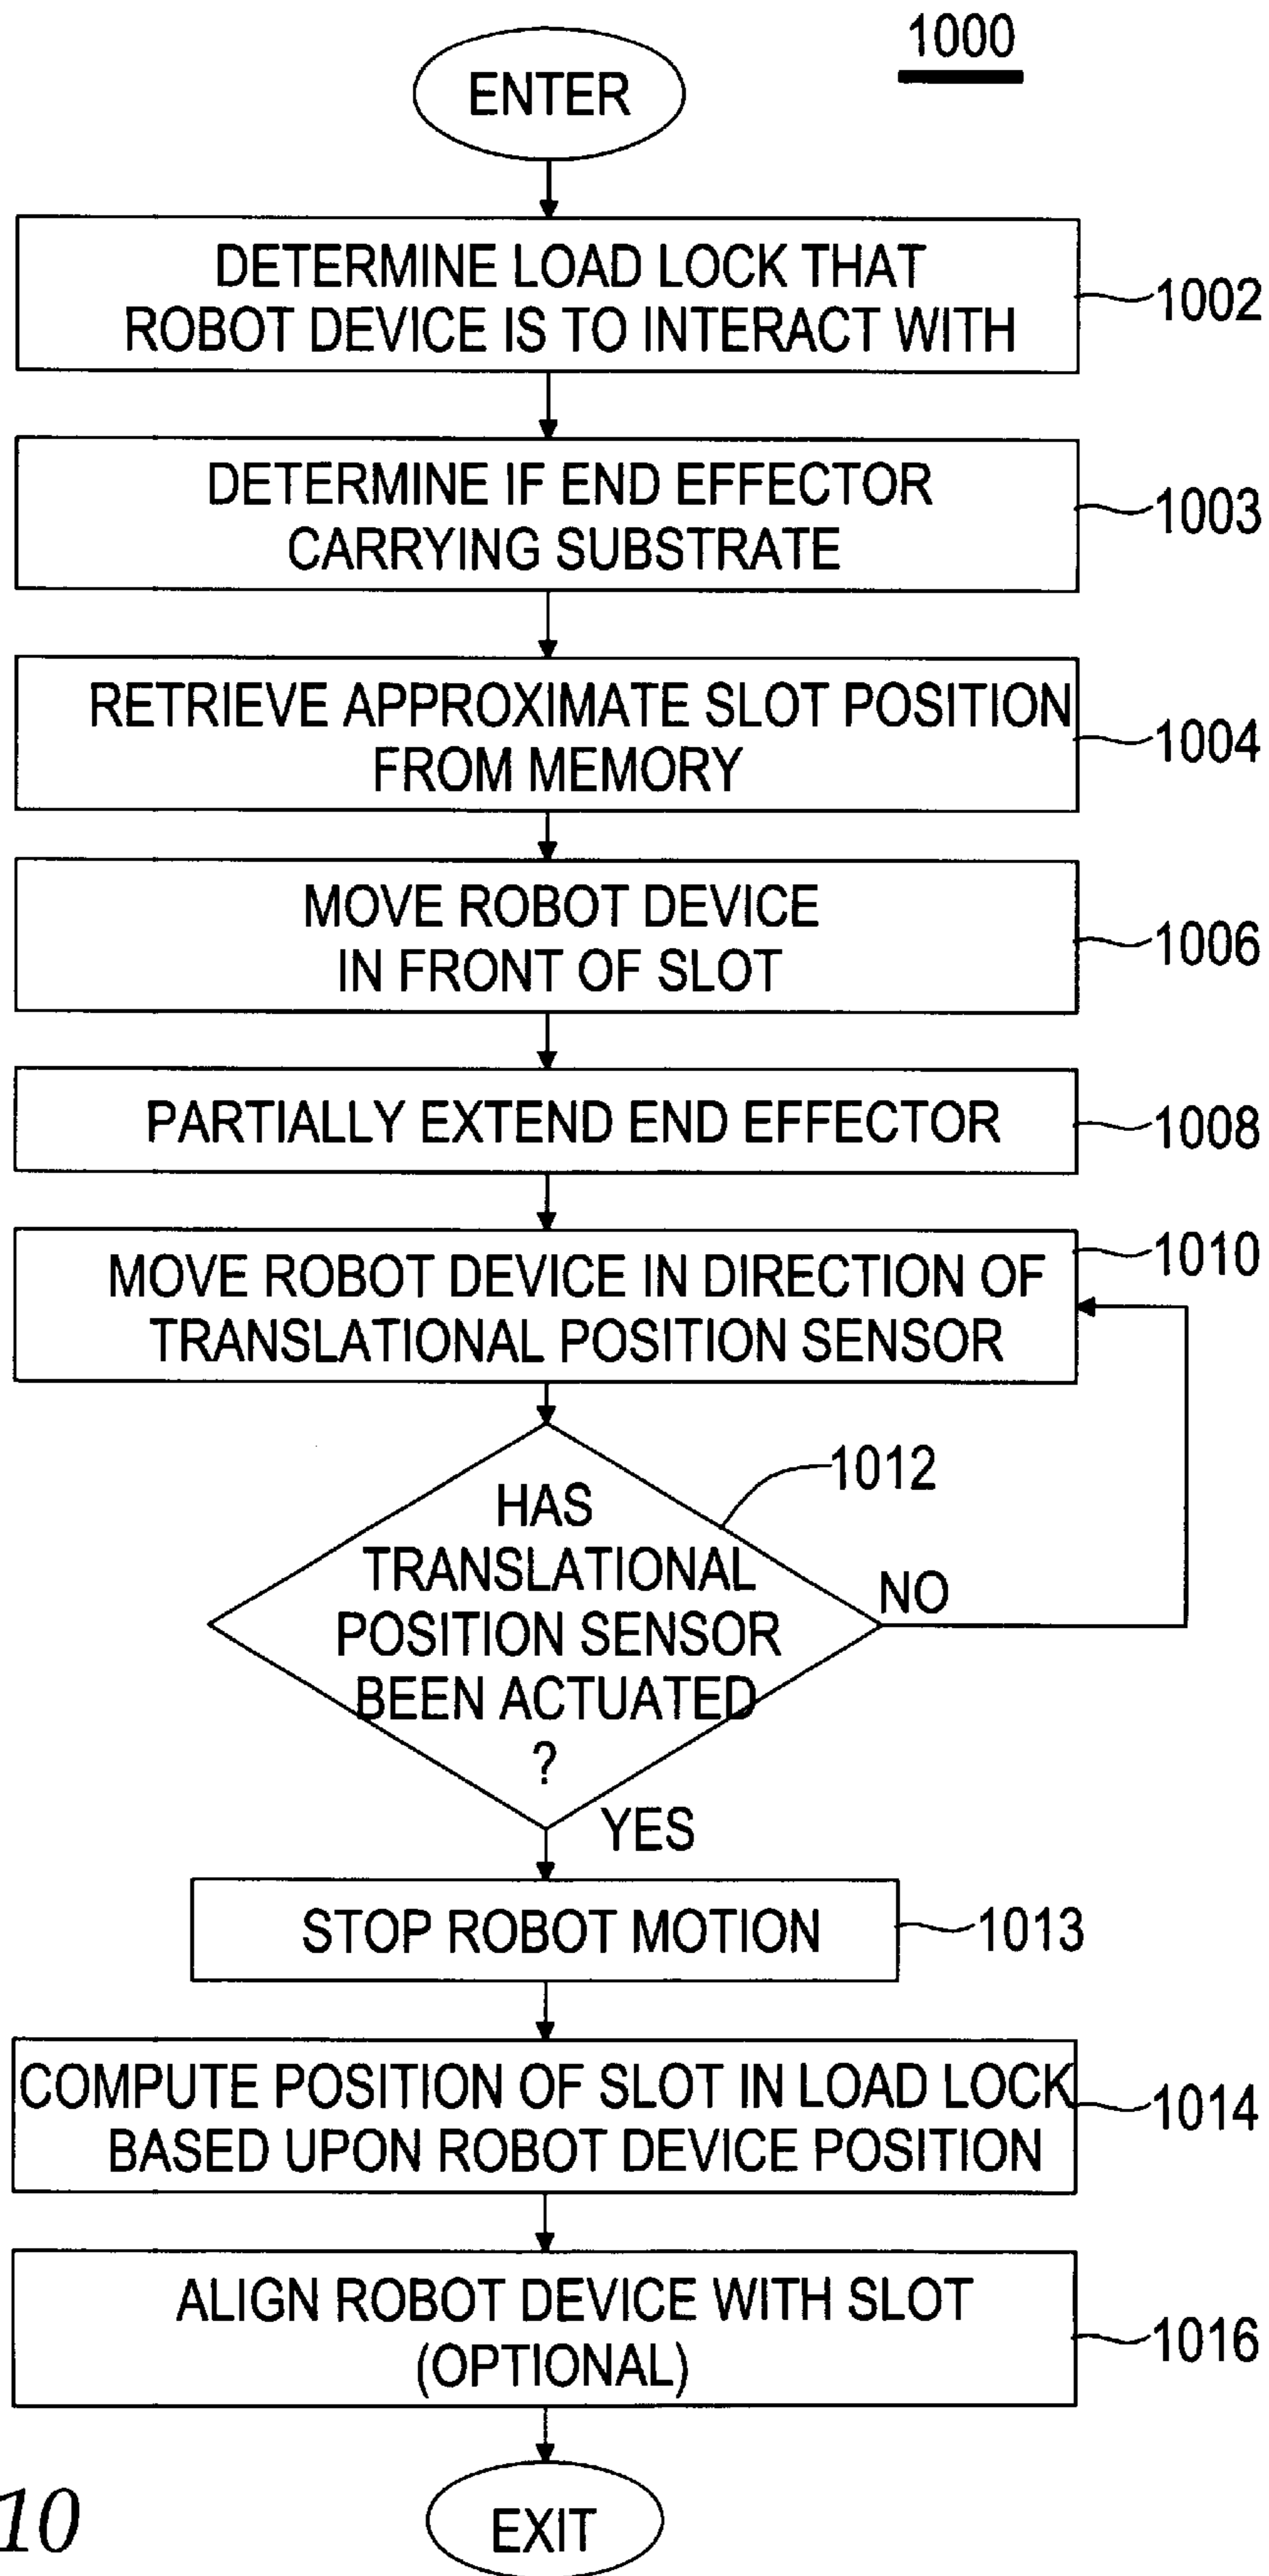 1000
ENTER
DETERMINE LOAD LOCK THAT
ROBOT DEVICE IS TO INTERACT WITH
1002
DETERMINE IF END EFFECTOR
CARRYING SUBSTRATE
1003
RETRIEVE APPROXIMATE SLOT POSITION
FROM MEMORY
1004
MOVE ROBOT DEVICE
IN FRONT OF SLOT
1006
PARTIALLY EXTEND END EFFECTOR
1008
MOVE ROBOT DEVICE IN DIRECTION OF
TRANSLATIONAL POSITION SENSOR
1010
HAS
TRANSLATIONAL
POSITION SENSOR
BEEN ACTUATED
?
1012
NO
YES
STOP ROBOT MOTION
1013
COMPUTE POSITION OF SLOT IN LOAD LOCK
BASED UPON ROBOT DEVICE POSITION
1014
ALIGN ROBOT DEVICE WITH SLOT
(OPTIONAL)
1016
EXIT
10